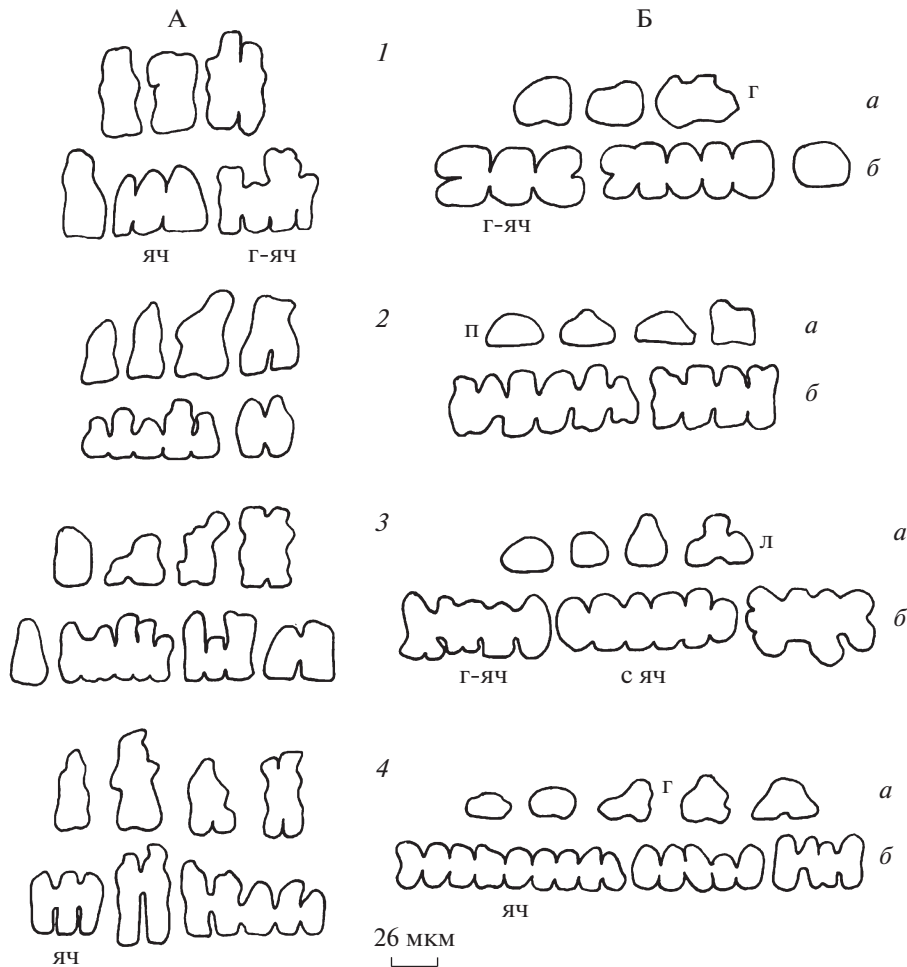 А Б
1
г а
б
яч г-яч г-яч
2
п а
б
3
л а
б
г-яч с яч
4
г а
б
яч яч
26 мкм